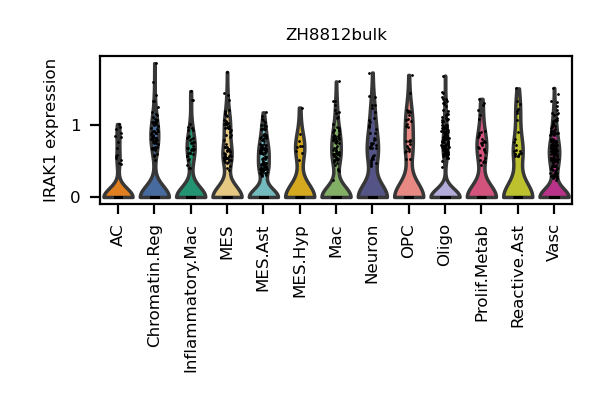 ZH8812bulk
IRAK1 expression
1
0
AC
Chromatin.Reg
Inflammatory.Mac
MES
MES.Ast
MES.Hyp
Mac
Neuron
OPC
Oligo
Prolif.Metab
Reactive.Ast
Vasc